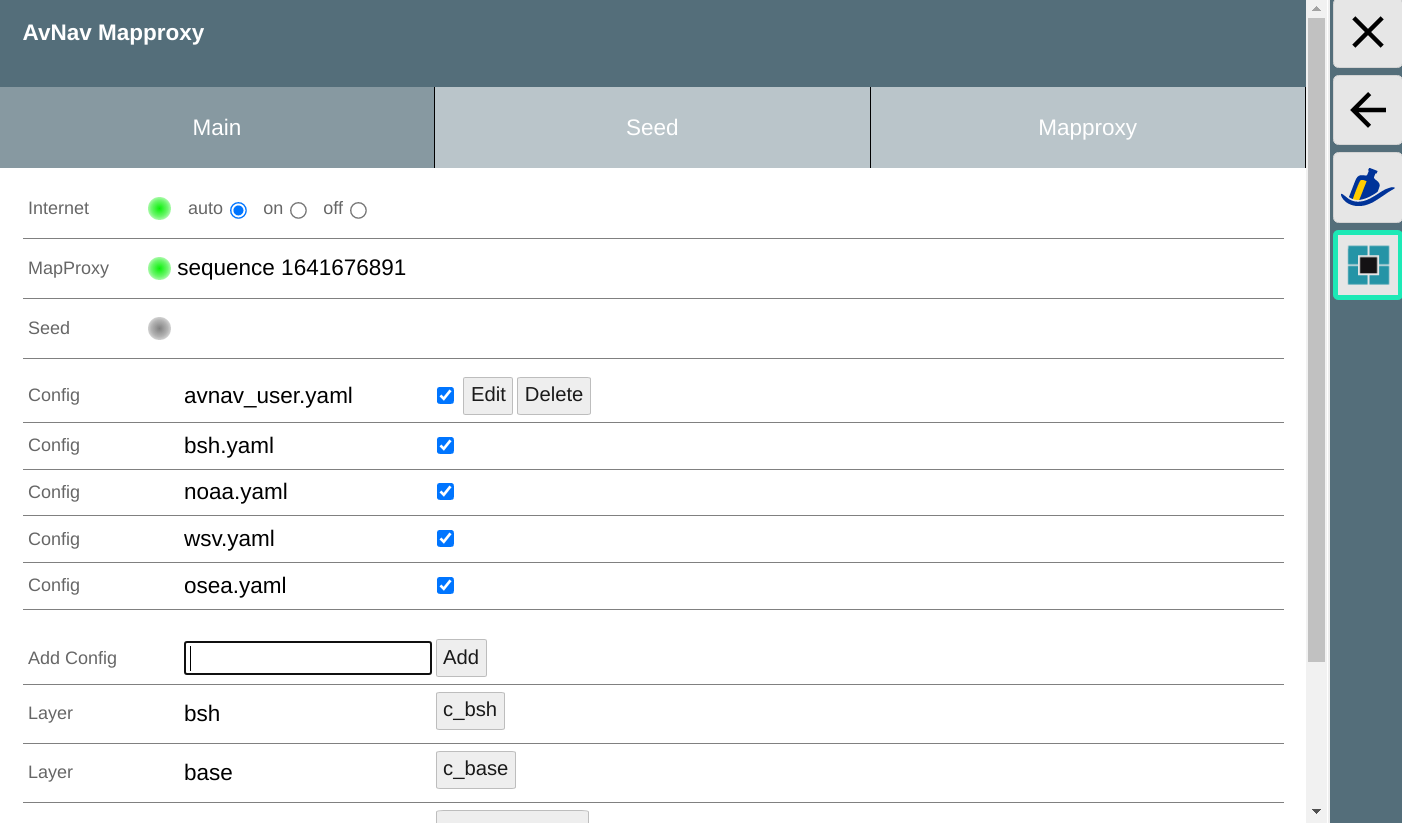 AvNav Mapproxy
Main Seed Mapproxy
Internet auto on off
MapProxy sequence 1641676891
Seed
Config avnav_user.yaml Edit Delete
Config bsh.yaml
Config noaa.yaml
Config wsv.yaml
Config osea.yaml
Add Config Add
Layer bsh c_bsh
Layer base c_base